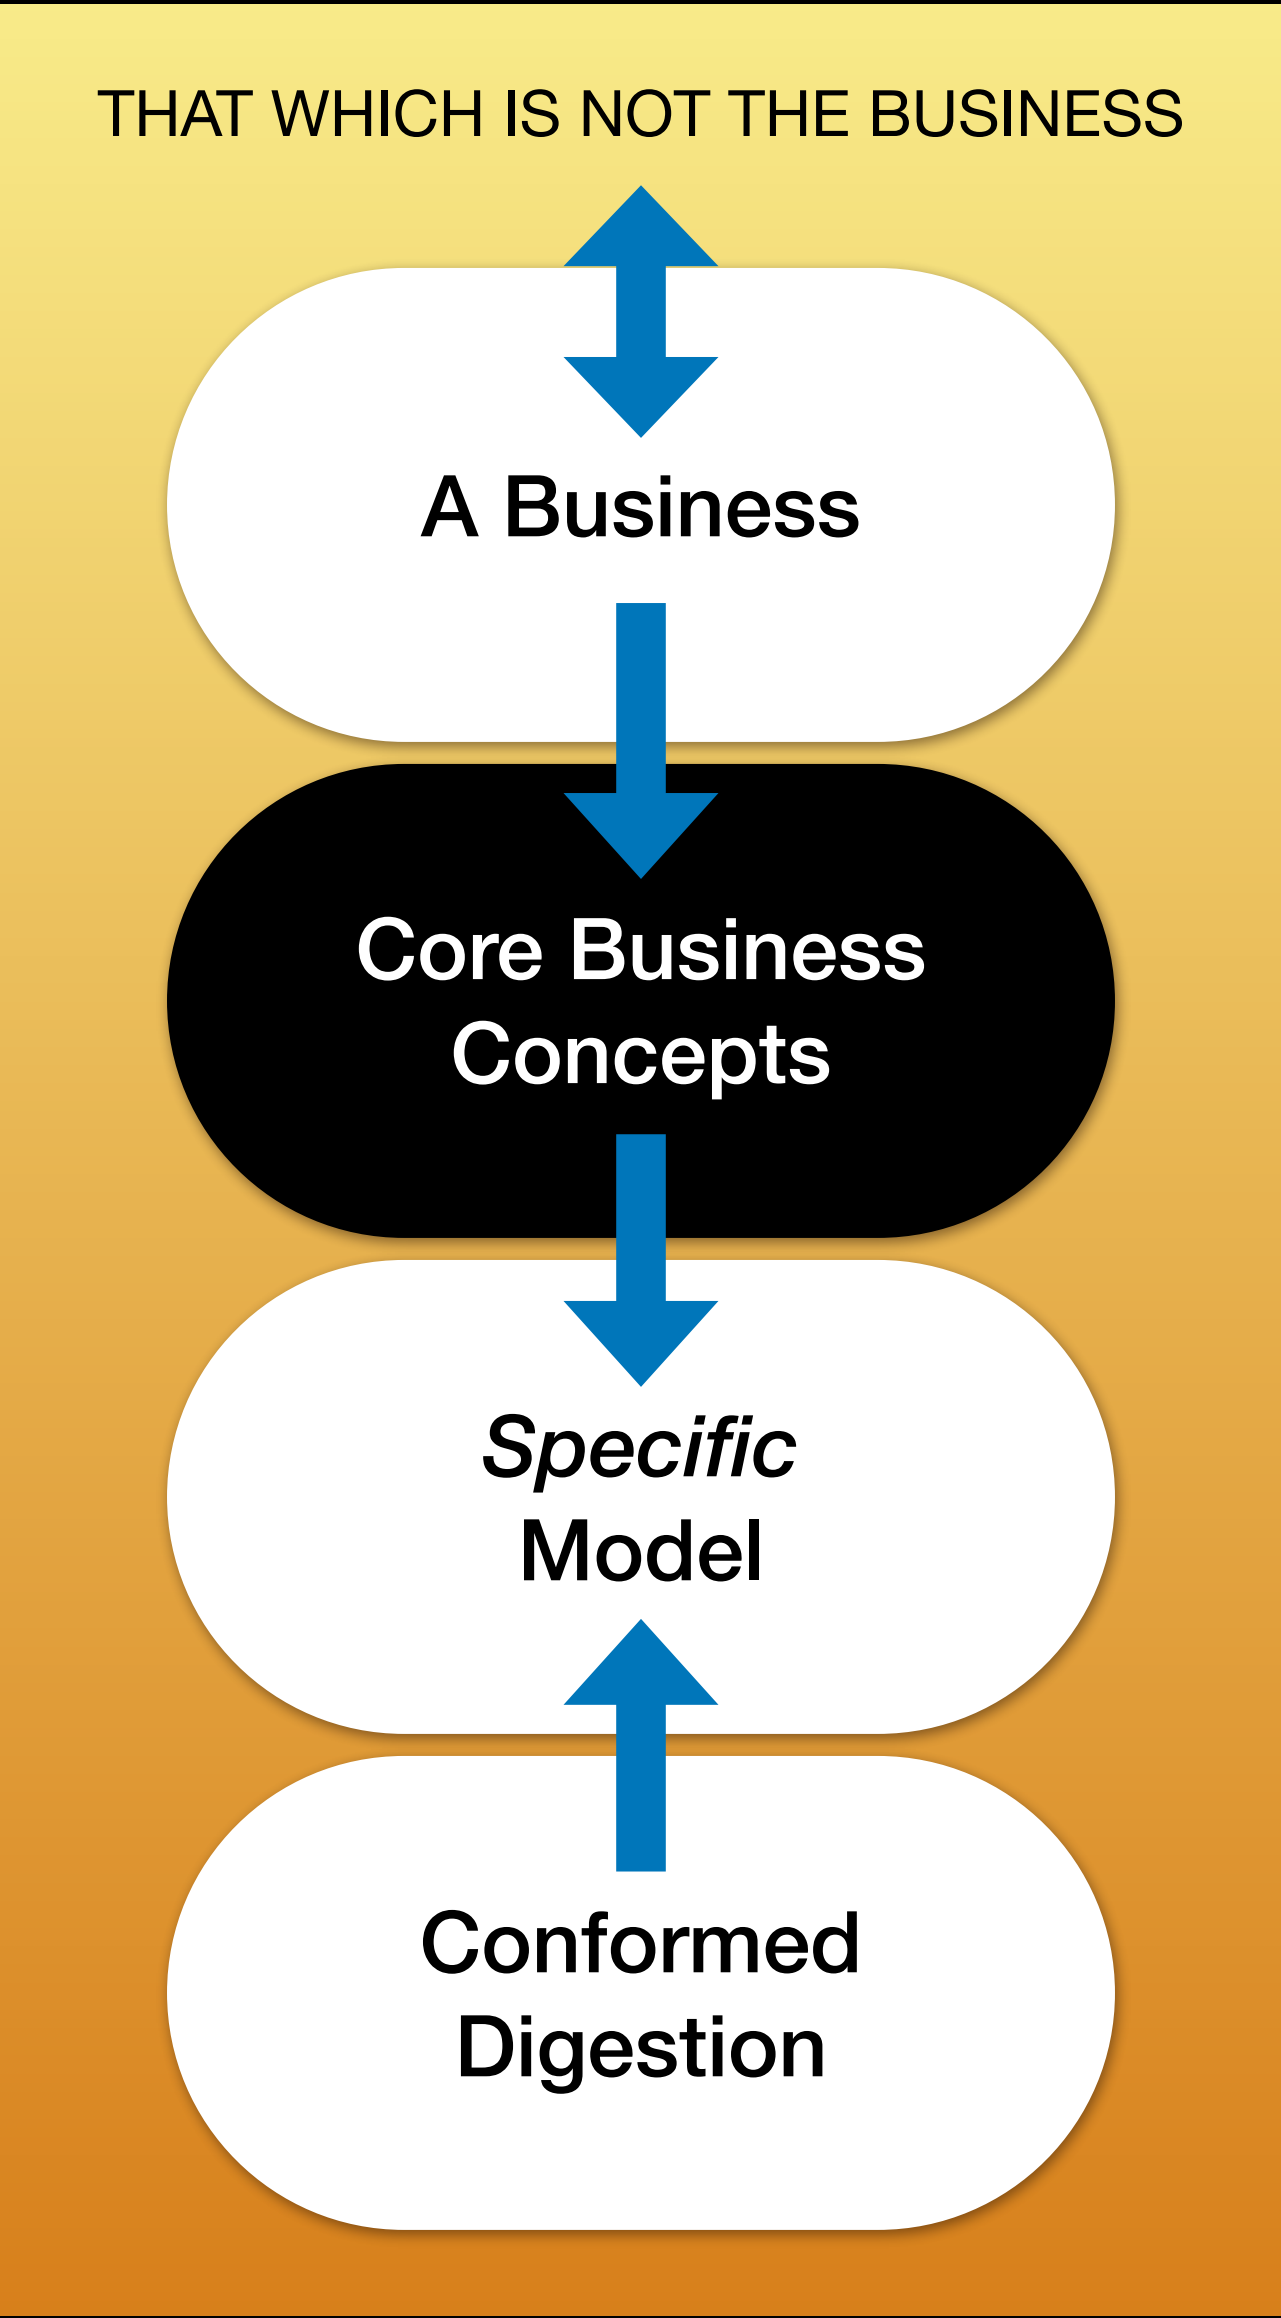 THAT WHICH IS NOT THE BUSINESS
A Business
Core Business
Concepts
Specific
Model
Conformed
Digestion